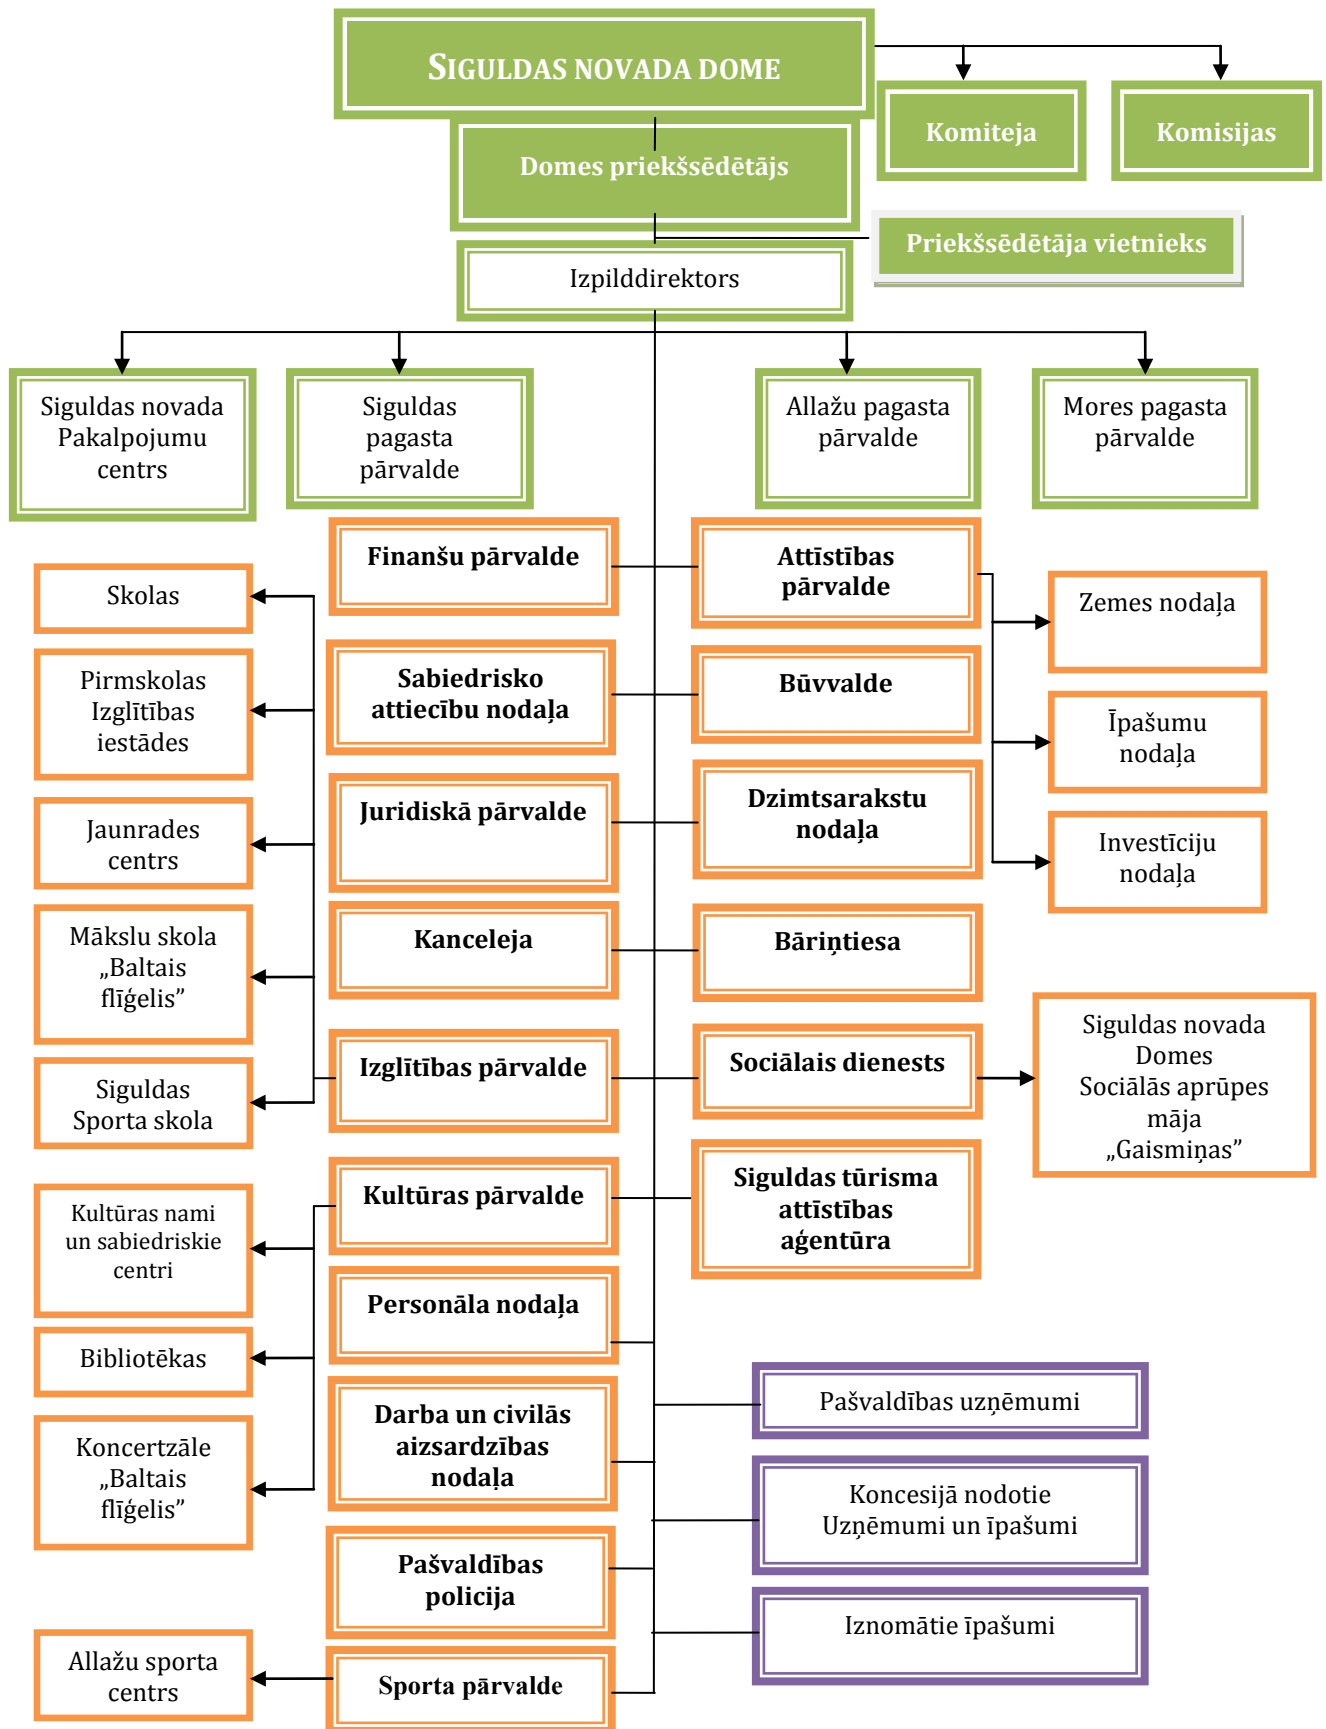 SIGULDAS NOVADA DOME
Komiteja
Komisijas
Domes priekšsēdētājs
Priekšsēdētāja vietnieks
Izpilddirektors
Siguldas novada
Pakalpojumu
centrs
Siguldas
pagasta
pārvalde
Allažu pagasta
pārvalde
Mores pagasta
pārvalde
Finanšu pārvalde
Attīstības
pārvalde
Skolas
Zemes nodaļa
Pirmskolas
Izglītības
iestādes
Sabiedrisko
attiecību nodaļa
Būvvalde
Īpašumu
nodaļa
Jaunrades
centrs
Juridiskā pārvalde
Dzimtsarakstu
nodaļa
Investīciju
nodaļa
Mākslu skola
„Baltais
flīģelis”
Kanceleja
Bāriņtiesa
Siguldas
Sporta skola
Izglītības pārvalde
Sociālais dienests
Siguldas novada
Domes
Sociālās aprūpes
māja
„Gaismiņas”
Kultūras nami
un sabiedriskie
centri
Kultūras pārvalde
Siguldas tūrisma
attīstības
aģentūra
Personāla nodaļa
Bibliotēkas
Pašvaldības uzņēmumi
Koncertzāle
„Baltais
flīģelis”
Darba un civilās
aizsardzības
nodaļa
Koncesijā nodotie
Uzņēmumi un īpašumi
Pašvaldības
policija
Iznomātie īpašumi
Allažu sporta
centrs
Sporta pārvalde